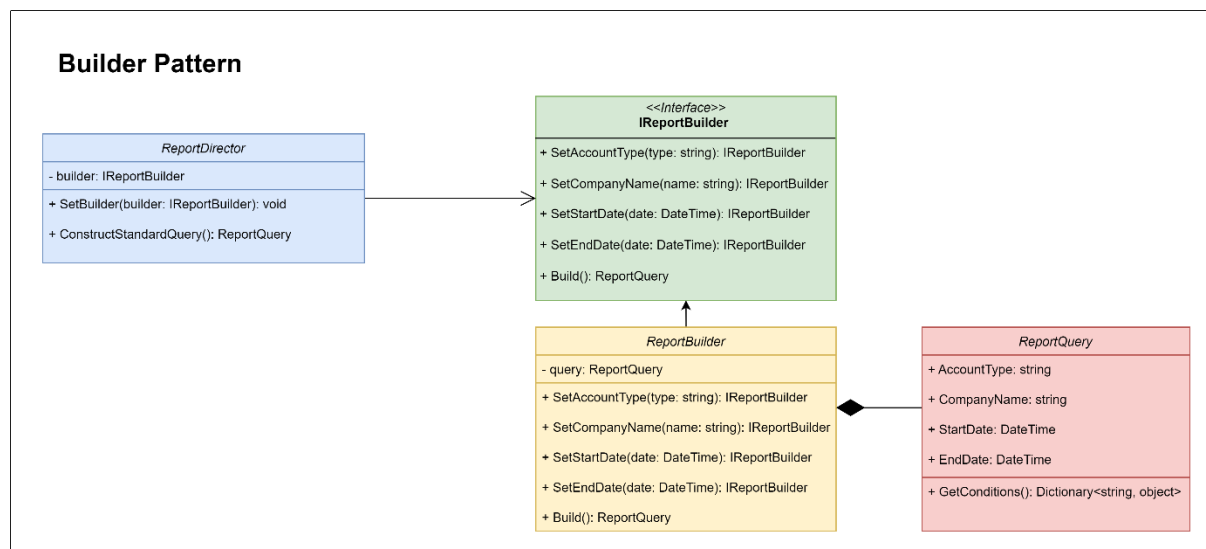 Builder Pattern
ReportDirector
- builder: IReportBuilder
+ SetBuilder(builder: IReportBuilder): void
+ ConstructStandardQuery(): ReportQuery
<<Interface>>
IReportBuilder
+ SetAccountType(type: string): IReportBuilder
+ SetCompanyName(name: string): IReportBuilder
+ SetStartDate(date: DateTime): IReportBuilder
+ SetEndDate(date: DateTime): IReportBuilder
+ Build(): ReportQuery
ReportBuilder
- query: ReportQuery
+ SetAccountType(type: string): IReportBuilder
+ SetCompanyName(name: string): IReportBuilder
+ SetStartDate(date: DateTime): IReportBuilder
+ SetEndDate(date: DateTime): IReportBuilder
+ Build(): ReportQuery
ReportQuery
+ AccountType: string
+ CompanyName: string
+ StartDate: DateTime
+ EndDate: DateTime
+ GetConditions(): Dictionary<string, object>